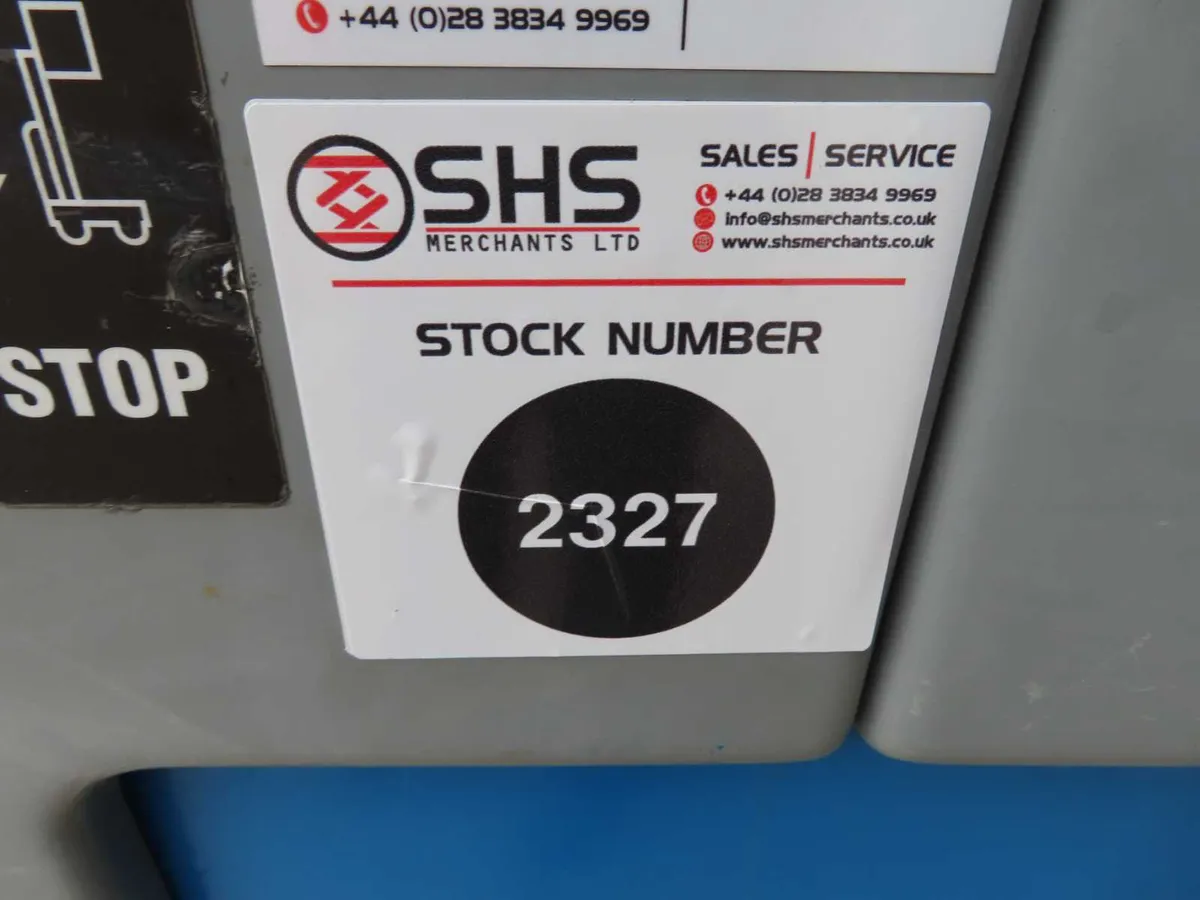 +44 (0)28 3834 9969
SHS
MERCHANTS LTD
SALES | SERVICE
+44 (0)28 3834 9969
info@shsmerchants.co.uk
www.shsmerchants.co.uk
STOCK NUMBER
2327
STOP